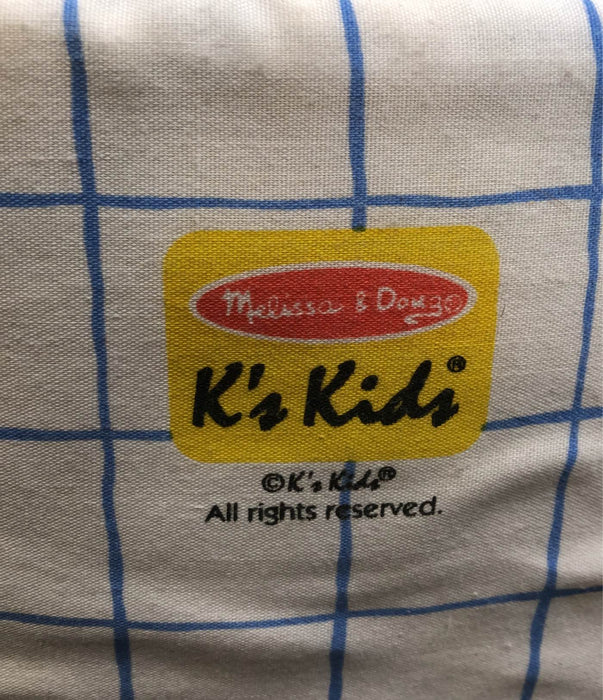 Melissa & Doug
K's Kids®
©K's Kids®
All rights reserved.